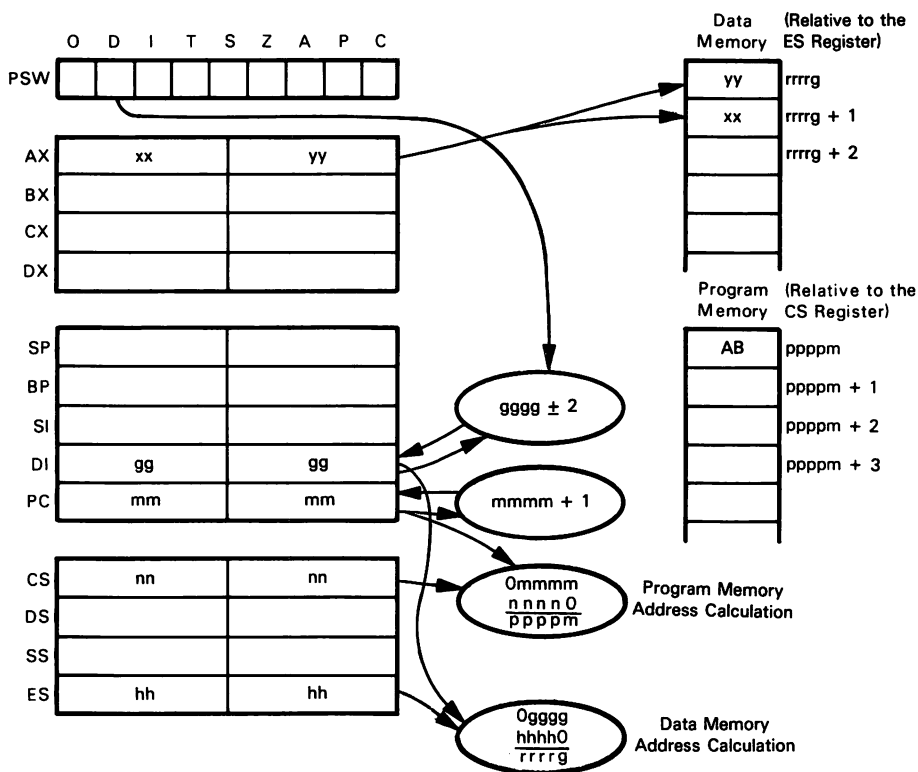 O D I T S Z A P C
PSW
AX xx yy
BX
CX
DX
SP
BP
SI
DI gg gg
PC mm mm
CS nn nn
DS
SS
ES hh hh
gggg ± 2
mmmm + 1
0mmmm
nnnn0
ppppm
Program Memory
Address Calculation
0gggg
hhhh0
rrrrg
Data Memory
Address Calculation
Data (Relative to the
Memory ES Register)
yy rrrrg
xx rrrrg + 1
rrrrg + 2
Program (Relative to the
Memory CS Register)
AB ppppm
ppppm + 1
ppppm + 2
ppppm + 3